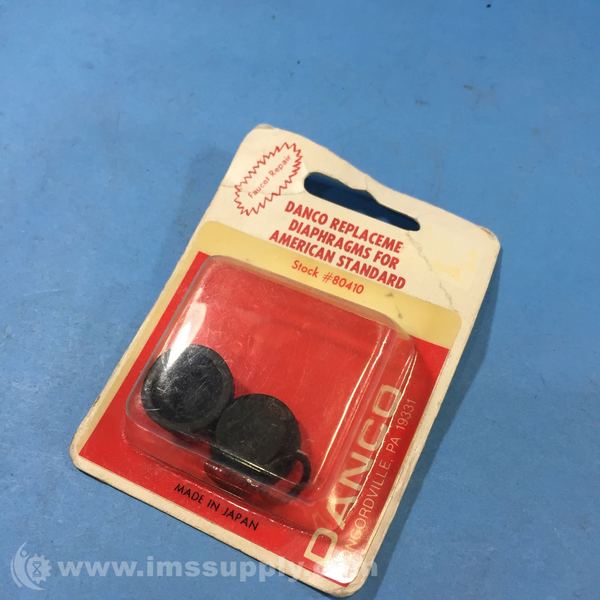 Faucet Repair
DANCO REPLACEME
DIAPHRAGMS FOR
AMERICAN STANDARD
Stock #80410
DANCO
CONCORDVILLE, PA 19331
MADE IN JAPAN
www.imssupply.com